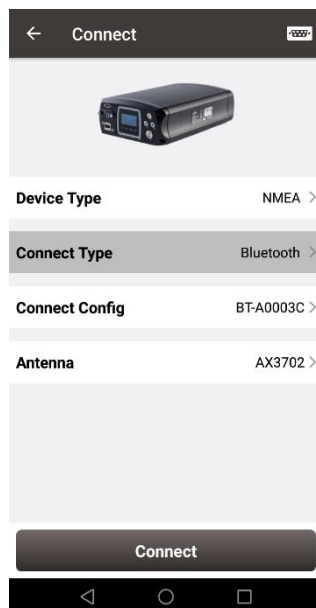 Connect
Device Type NMEA
Connect Type Bluetooth
Connect Config BT-A0003C
Antenna AX3702
Connect